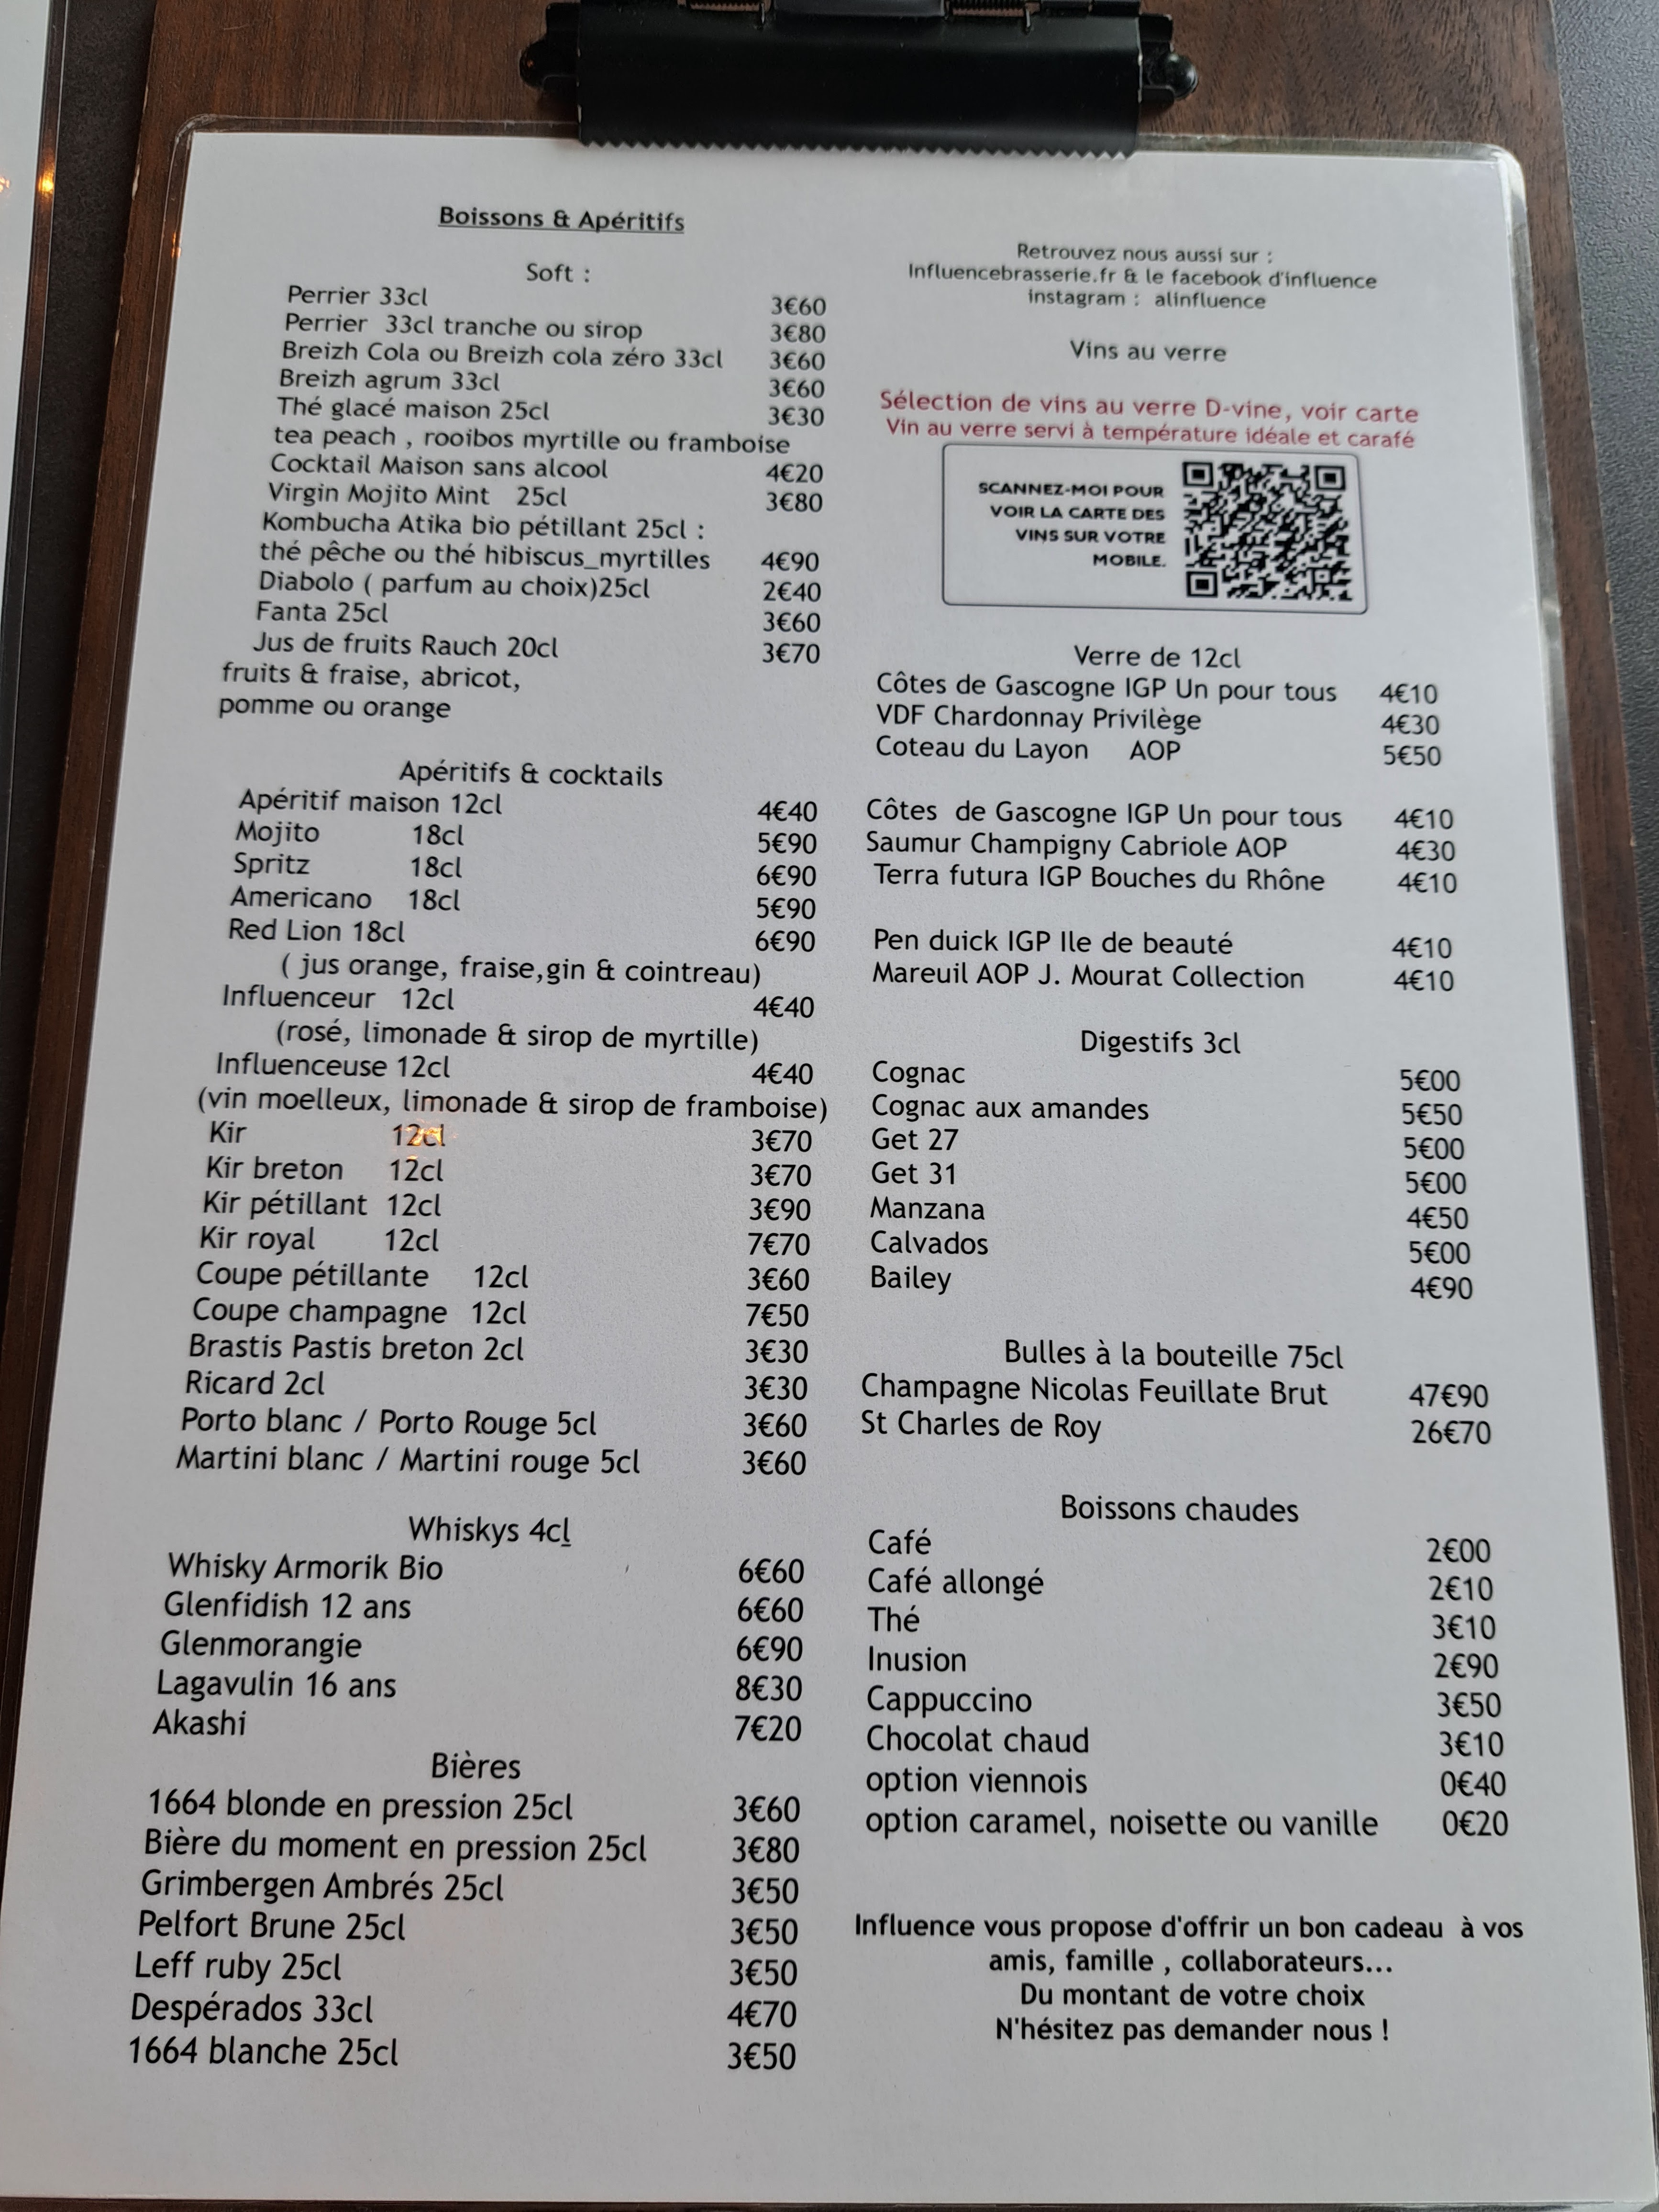 Boissons & Apéritifs
Soft :
Perrier 33cl 3€60
Perrier 33cl tranche ou sirop 3€80
Breizh Cola ou Breizh cola zéro 33cl 3€60
Breizh agrum 33cl 3€60
Thé glacé maison 25cl 3€30
tea peach , rooibos myrtille ou framboise
Cocktail Maison sans alcool 4€20
Virgin Mojito Mint 25cl 3€80
Kombucha Atika bio pétillant 25cl :
thé pêche ou thé hibiscus_myrtilles 4€90
Diabolo ( parfum au choix)25cl 2€40
Fanta 25cl 3€60
Jus de fruits Rauch 20cl 3€70
fruits & fraise, abricot,
pomme ou orange
Apéritifs & cocktails
Apéritif maison 12cl 4€40
Mojito 18cl 5€90
Spritz 18cl 6€90
Americano 18cl 5€90
Red Lion 18cl 6€90
( jus orange, fraise,gin & cointreau)
Influenceur 12cl 4€40
(rosé, limonade & sirop de myrtille)
Influenceuse 12cl 4€40
(vin moelleux, limonade & sirop de framboise)
Kir 12cl 3€70
Kir breton 12cl 3€70
Kir pétillant 12cl 3€90
Kir royal 12cl 7€70
Coupe pétillante 12cl 3€60
Coupe champagne 12cl 7€50
Brastis Pastis breton 2cl 3€30
Ricard 2cl 3€30
Porto blanc / Porto Rouge 5cl 3€60
Martini blanc / Martini rouge 5cl 3€60
Whiskys 4cl
Whisky Armorik Bio 6€60
Glenfidish 12 ans 6€60
Glenmorangie 6€90
Lagavulin 16 ans 8€30
Akashi 7€20
Bières
1664 blonde en pression 25cl 3€60
Bière du moment en pression 25cl 3€80
Grimbergen Ambrés 25cl 3€50
Pelfort Brune 25cl 3€50
Leff ruby 25cl 3€50
Despérados 33cl 4€70
1664 blanche 25cl 3€50
Retrouvez nous aussi sur :
Influencebrasserie.fr & le facebook d'influence
instagram : alinfluence
Vins au verre
Sélection de vins au verre D-vine, voir carte
Vin au verre servi à température idéale et carafé
SCANNEZ-MOI POUR
VOIR LA CARTE DES
VINS SUR VOTRE
MOBILE.
Verre de 12cl
Côtes de Gascogne IGP Un pour tous 4€10
VDF Chardonnay Privilège 4€30
Coteau du Layon AOP 5€50
Côtes de Gascogne IGP Un pour tous 4€10
Saumur Champigny Cabriole AOP 4€30
Terra futura IGP Bouches du Rhône 4€10
Pen duick IGP Ile de beauté 4€10
Mareuil AOP J. Mourat Collection 4€10
Digestifs 3cl
Cognac 5€00
Cognac aux amandes 5€50
Get 27 5€00
Get 31 5€00
Manzana 4€50
Calvados 5€00
Bailey 4€90
Bulles à la bouteille 75cl
Champagne Nicolas Feuillate Brut 47€90
St Charles de Roy 26€70
Boissons chaudes
Café 2€00
Café allongé 2€10
Thé 3€10
Inusion 2€90
Cappuccino 3€50
Chocolat chaud 3€10
option viennois 0€40
option caramel, noisette ou vanille 0€20
Influence vous propose d'offrir un bon cadeau à vos
amis, famille , collaborateurs...
Du montant de votre choix
N'hésitez pas demander nous !